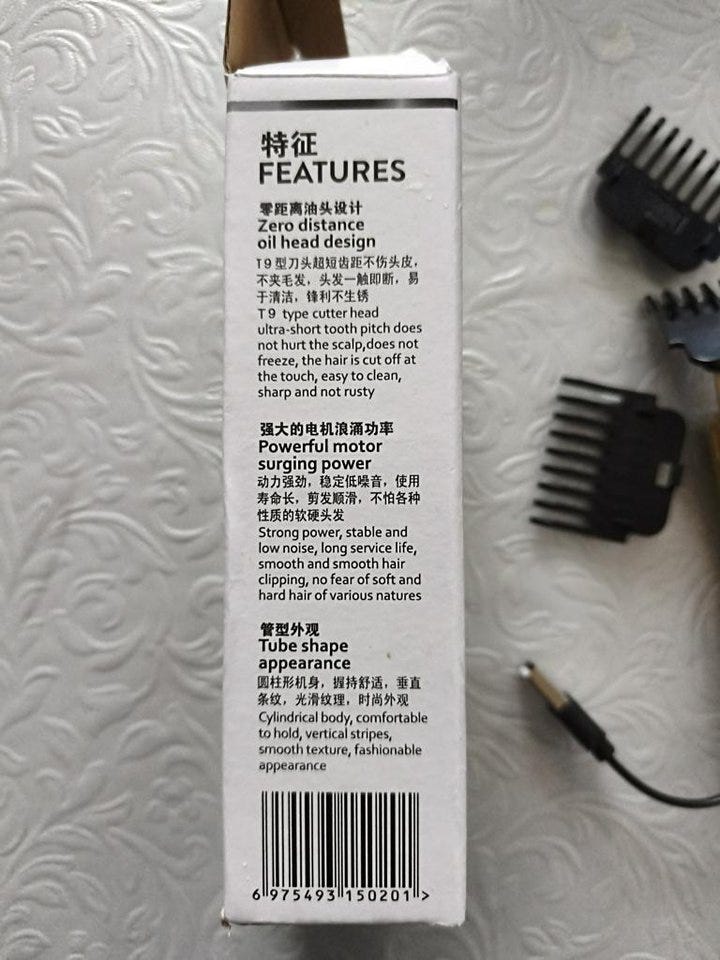 特征
FEATURES
零距离油头设计
Zero distance
oil head design
T9型刀头超短齿距不伤头皮，
不夹毛发，头发一触即断，易
于清洁，锋利不生锈
T9 type cutter head
ultra-short tooth pitch does
not hurt the scalp,does not
freeze, the hair is cut off at
the touch, easy to clean,
sharp and not rusty
强大的电机浪涌功率
Powerful motor
surging power
动力强劲，稳定低噪音，使用
寿命长，剪发顺滑，不怕各种
性质的软硬头发
Strong power, stable and
low noise, long service life,
smooth and smooth hair
clipping, no fear of soft and
hard hair of various natures
管型外观
Tube shape
appearance
圆柱形机身，握持舒适，垂直
条纹，光滑纹理，时尚外观
Cylindrical body, comfortable
to hold, vertical stripes,
smooth texture, fashionable
appearance
6 975493 150201 >